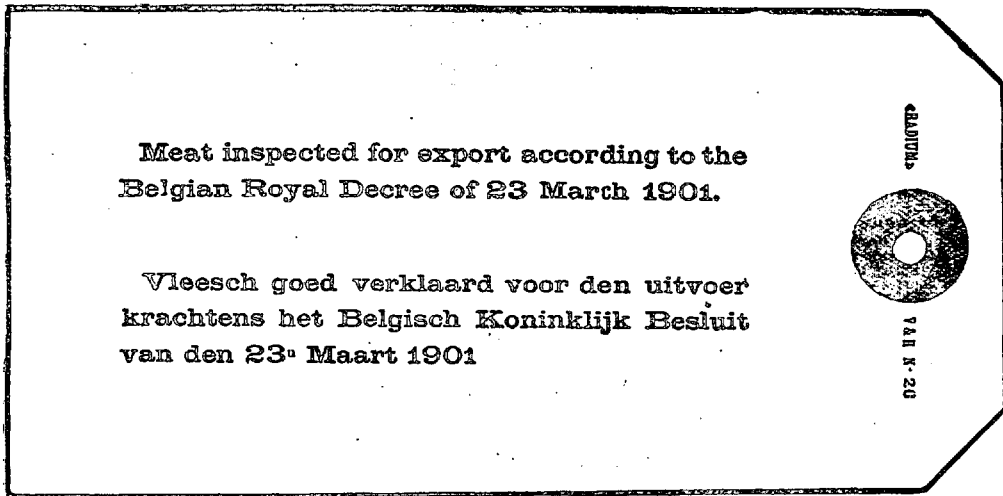 Meat inspected for export according to the
Belgian Royal Decree of 23 March 1901.
Vleesch goed verklaard voor den uitvoer
krachtens het Belgisch Koninklijk Besluit
van den 23ⁿ Maart 1901
«RADIUM»
V & H N· 20